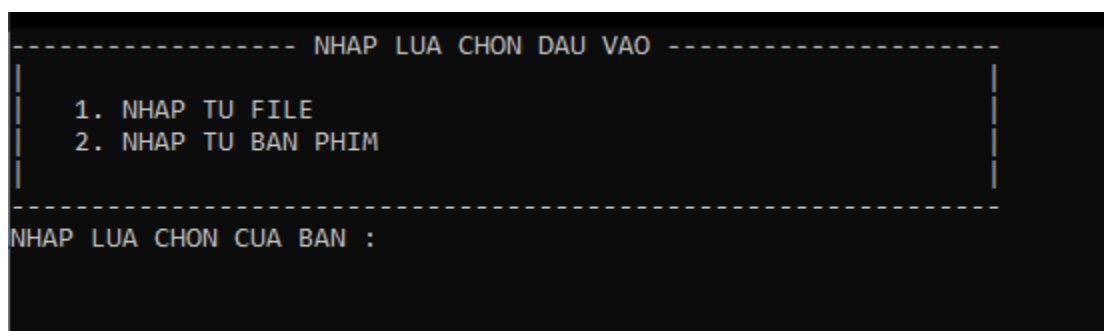 ------------------ NHAP LUA CHON DAU VAO ---------------------
|                                                            |
|   1. NHAP TU FILE                                          |
|   2. NHAP TU BAN PHIM                                      |
|                                                            |
--------------------------------------------------------------
NHAP LUA CHON CUA BAN :